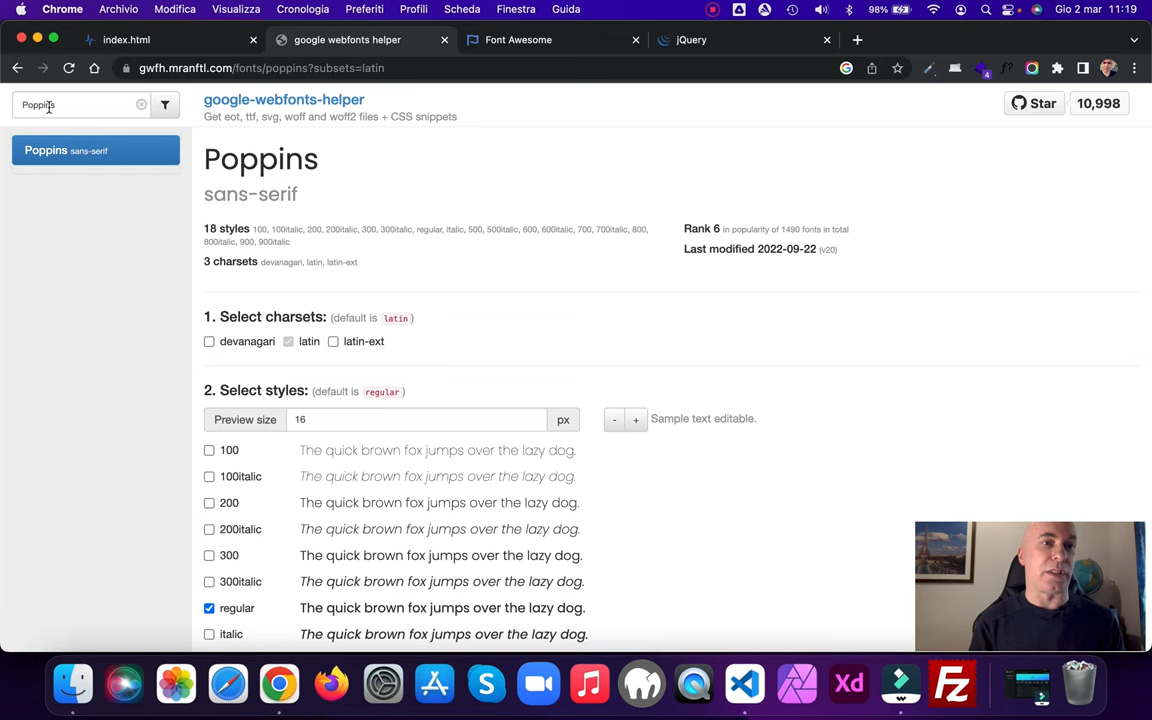 Chrome Archivio Modifica Visualizza Cronologia Preferiti Profili Scheda Finestra Guida 98% Gio 2 mar 11:19
index.html google webfonts helper Font Awesome jQuery
gwfh.mranftl.com/fonts/poppins?subsets=latin
4
Poppins
google-webfonts-helper
Get eot, ttf, svg, woff and woff2 files + CSS snippets
Star 10,998
Poppins sans-serif
Poppins
sans-serif
18 styles 100, 100italic, 200, 200italic, 300, 300italic, regular, italic, 500, 500italic, 600, 600italic, 700, 700italic, 800,
800italic, 900, 900italic
Rank 6 in popularity of 1490 fonts in total
Last modified 2022-09-22 (v20)
3 charsets devanagari, latin, latin-ext
1. Select charsets: (default is latin )
devanagari latin latin-ext
2. Select styles: (default is regular )
Preview size 16 px - + Sample text editable.
100 The quick brown fox jumps over the lazy dog.
100italic The quick brown fox jumps over the lazy dog.
200 The quick brown fox jumps over the lazy dog.
200italic The quick brown fox jumps over the lazy dog.
300 The quick brown fox jumps over the lazy dog.
300italic The quick brown fox jumps over the lazy dog.
regular The quick brown fox jumps over the lazy dog.
italic The quick brown fox jumps over the lazy dog.
Xd
Fz